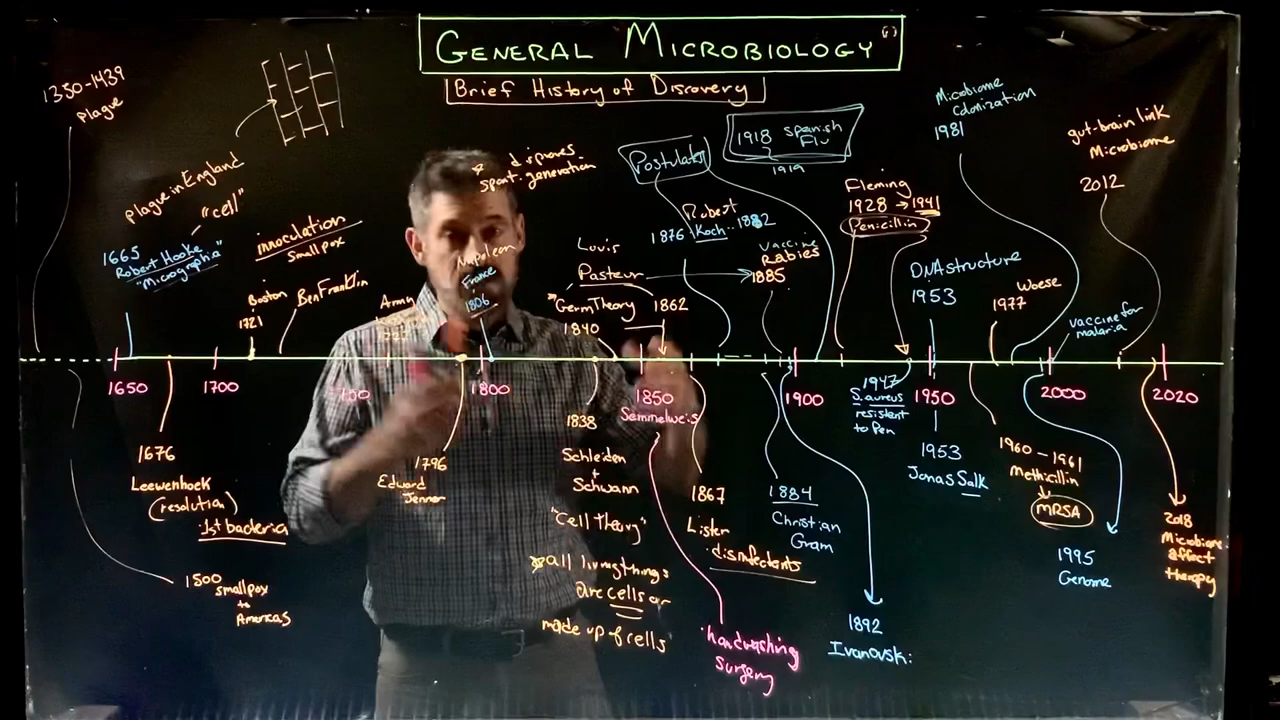 GENERAL MICROBIOLOGY
Brief History of Discovery
1350-1439
plague
plague in England
"cell"
1665
Robert Hooke
"Micrographia"
innoculation
smallpox
Boston
1721
Ben Franklin
Army
Napoleon
France
1806
disproves
spont. generation
Louis
Pasteur
"Germ Theory
1840
1862
Postulates
Robert
Koch
1876
1882
vaccine
Rabies
1885
1918 Spanish
Flu
1919
Fleming
1928 → 1941
Penicillin
Microbiome
Colonization
1981
DNA structure
1953
1977 Woese
vaccine for
malaria
gut-brain link
Microbiome
2012
1650
1700
1800
1850
1900
1950
2000
2020
1676
Leewenhoek
(resolution)
1st bacteria
1500
smallpox
to
Americas
1796
Edward
Jenner
1838
Schleiden
+
Schwann
"Cell Theory"
all living things
are cells or
made up of cells
Semmelweis
handwashing
surgery
1867
Lister
disinfectants
1884
Christian
Gram
1892
Ivanovski
1947
S. aureus
resistent
to Pen
1953
Jonas Salk
1960-1961
Methicillin
MRSA
1995
Genome
2018
Microbiome
affect
therapy